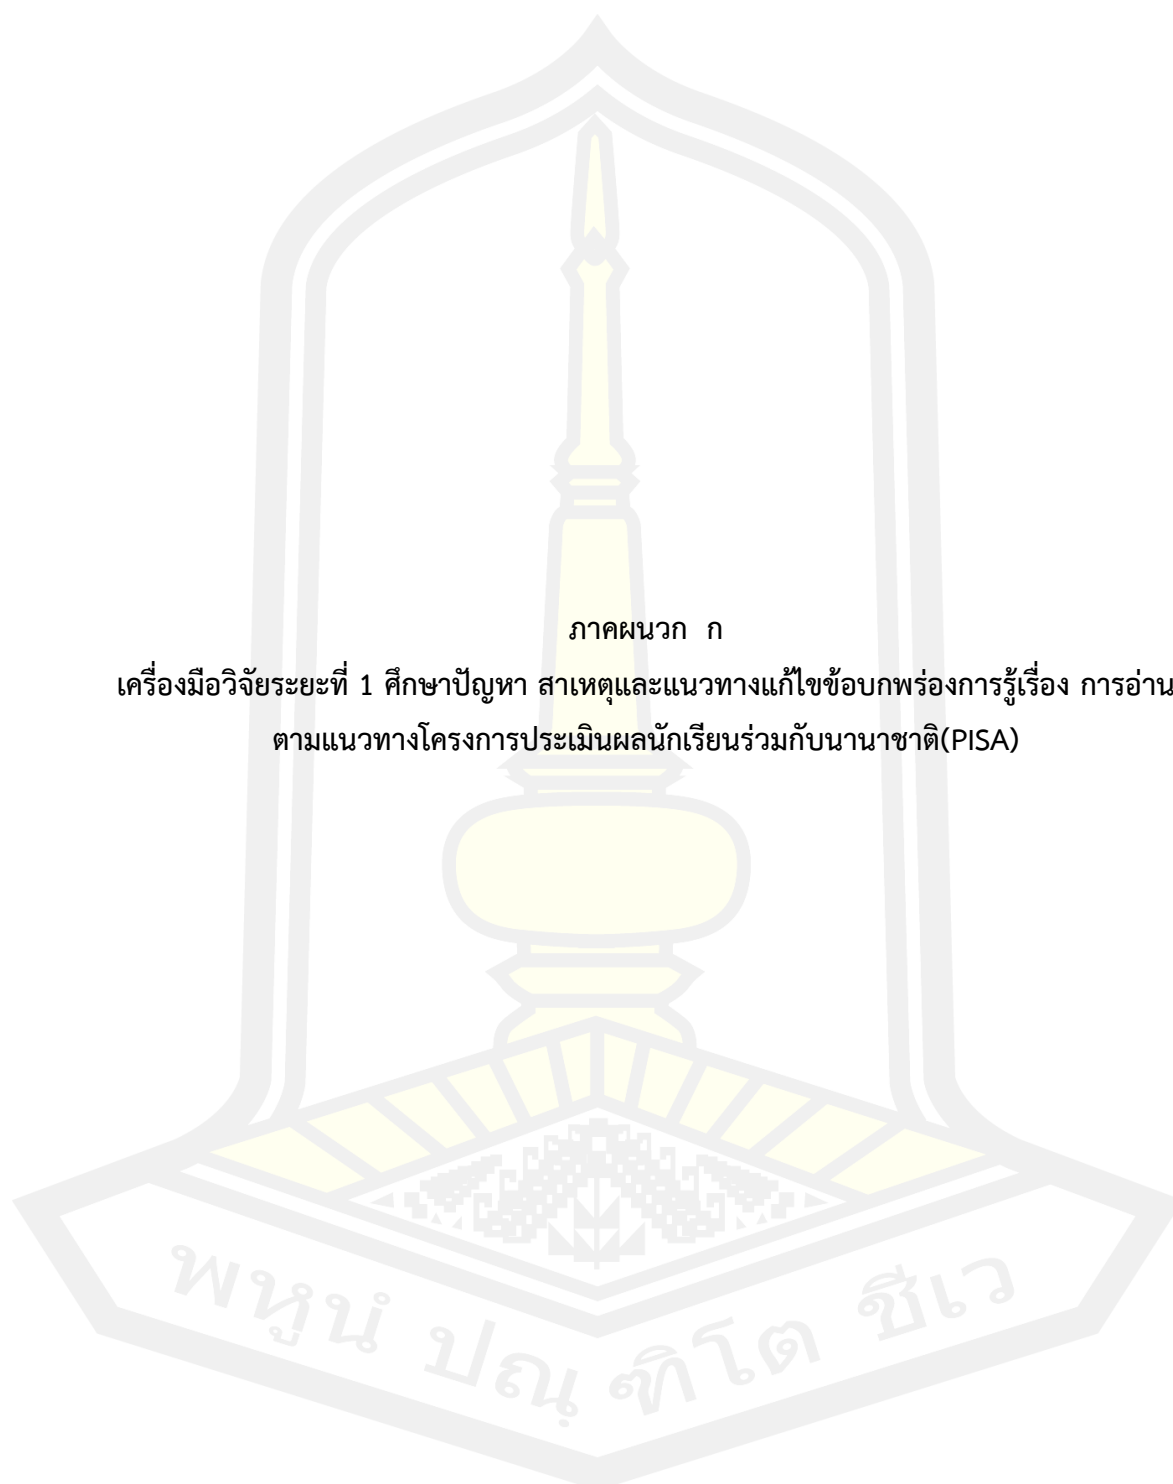 ภาคผนวก ก
เครื่องมือวิจัยระยะที่ 1 ศึกษาปัญหา สาเหตุและแนวทางแก้ไขข้อบกพร่องการรู้เรื่อง การอ่าน
ตามแนวทางโครงการประเมินผลนักเรียนร่วมกับนานาชาติ(PISA)
พหูนํ ปณฺฑิโต ชีเว